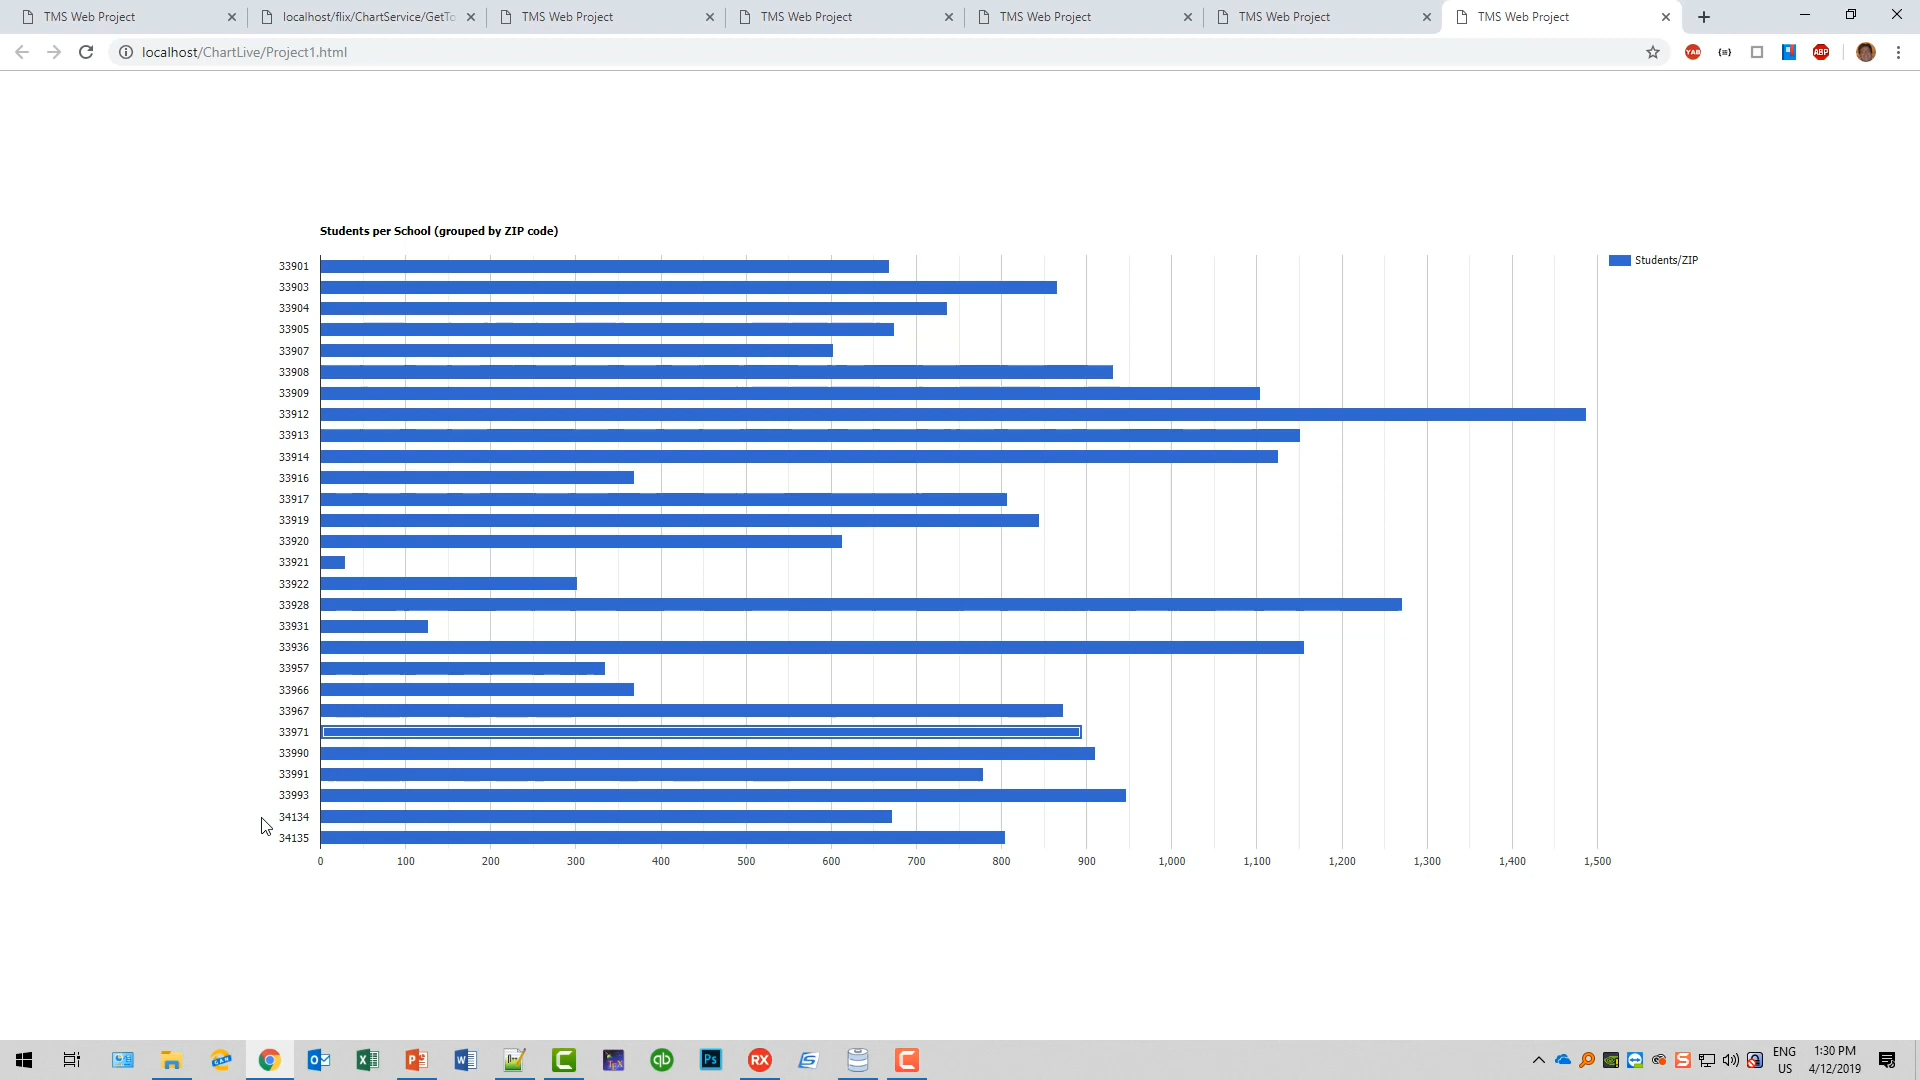 TMS Web Project
localhost/flix/ChartService/GetTo
TMS Web Project
TMS Web Project
TMS Web Project
TMS Web Project
TMS Web Project
localhost/ChartLive/Project1.html
YAB
ABP
Students per School (grouped by ZIP code)
Students/ZIP
33901
33903
33904
33905
33907
33908
33909
33912
33913
33914
33916
33917
33919
33920
33921
33922
33928
33931
33936
33957
33966
33967
33971
33990
33991
33993
34134
34135
0 100 200 300 400 500 600 700 800 900 1,000 1,100 1,200 1,300 1,400 1,500
ENG
US
1:30 PM
4/12/2019